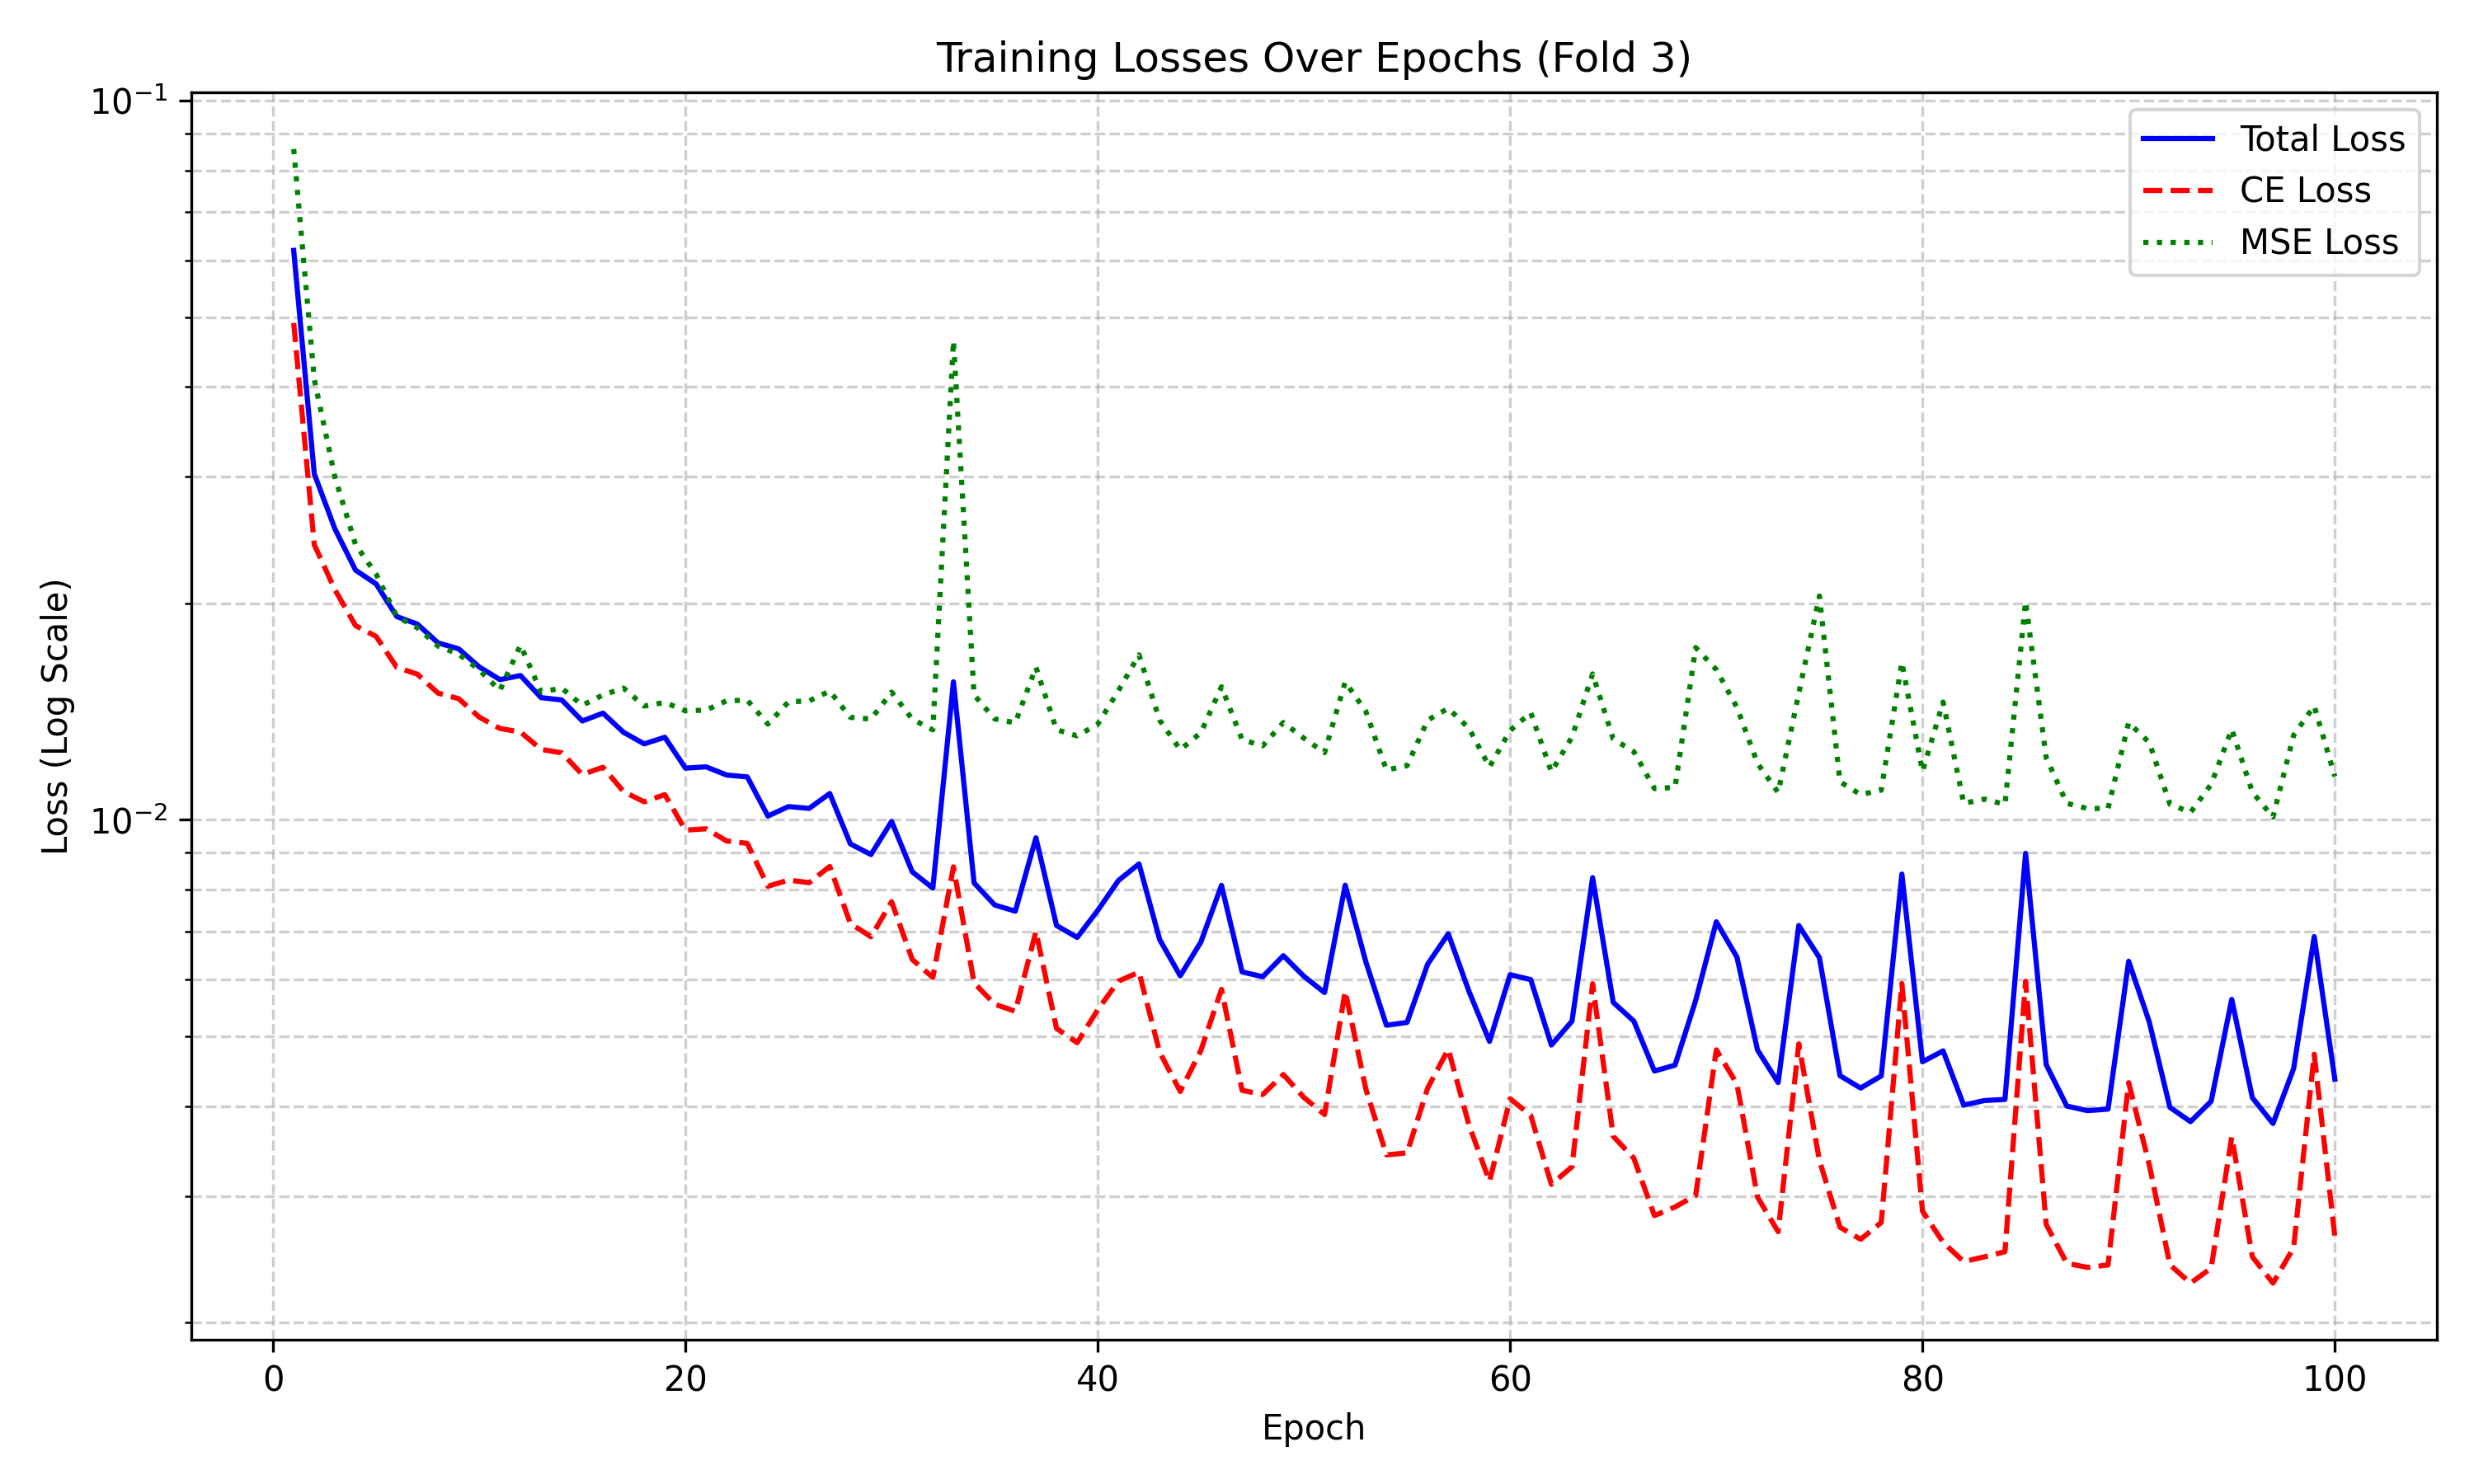 Training Losses Over Epochs (Fold 3)
Total Loss
CE Loss
MSE Loss
Loss (Log Scale)
10⁻¹
10⁻²
0 20 40 60 80 100
Epoch